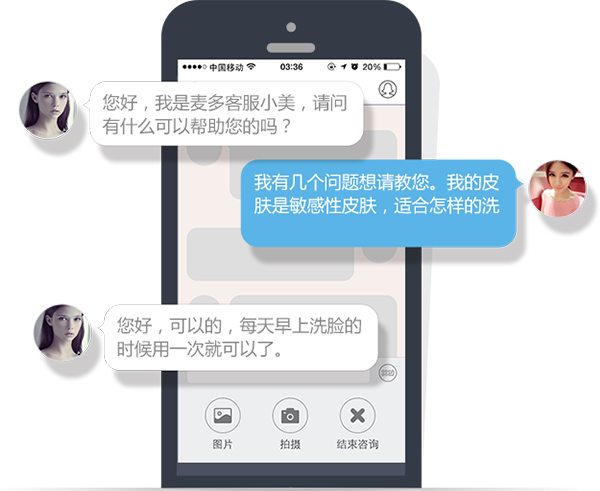 中国移动 03:36 20%
您好，我是麦多客服小美，请问
有什么可以帮助您的吗？
我有几个问题想请教您。我的皮
肤是敏感性皮肤，适合怎样的洗
您好，可以的，每天早上洗脸的
时候用一次就可以了。
图片 拍摄 结束咨询